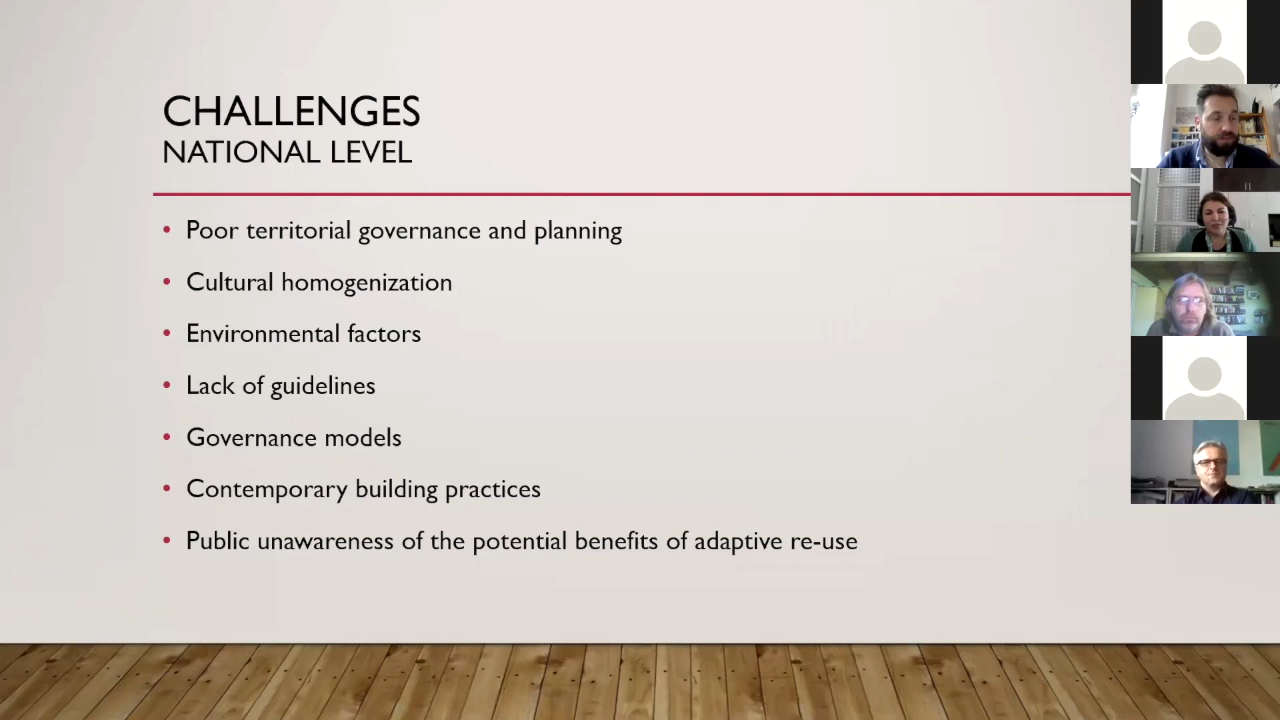 CHALLENGES
NATIONAL LEVEL
• Poor territorial governance and planning
• Cultural homogenization
• Environmental factors
• Lack of guidelines
• Governance models
• Contemporary building practices
• Public unawareness of the potential benefits of adaptive re-use